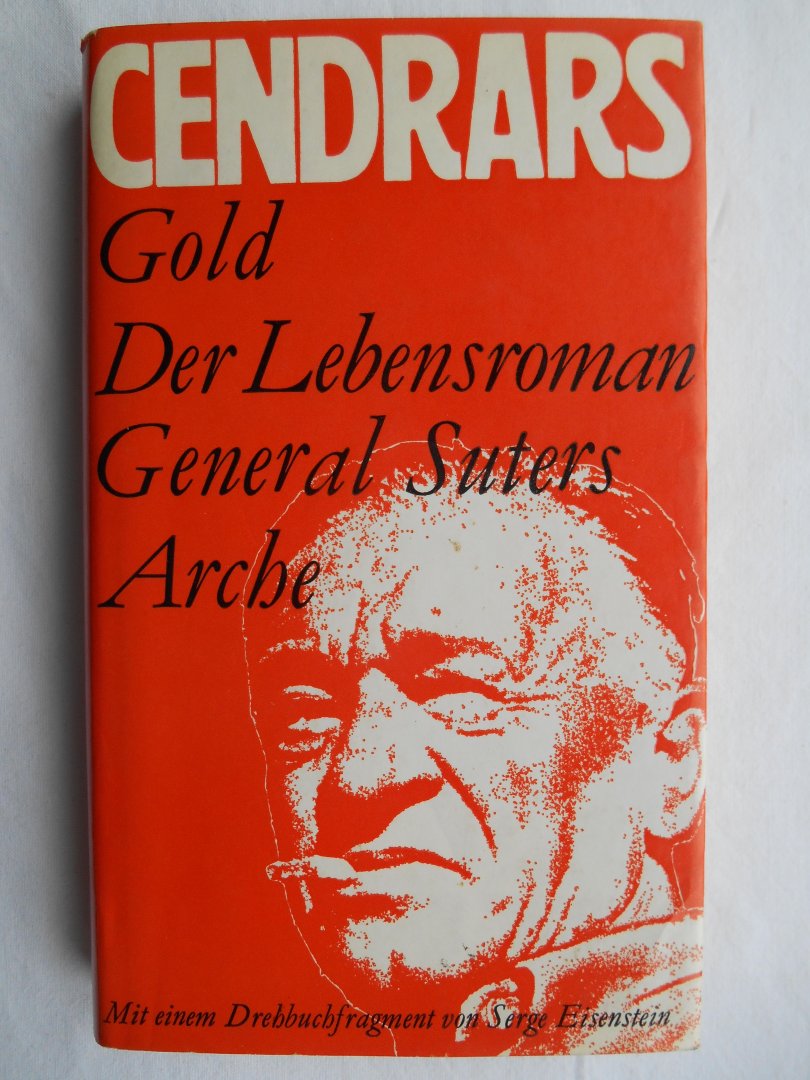 CENDRARS
Gold
Der Lebensroman
General Suters
Arche
Mit einem Drehbuchfragment von Serge Eisenstein